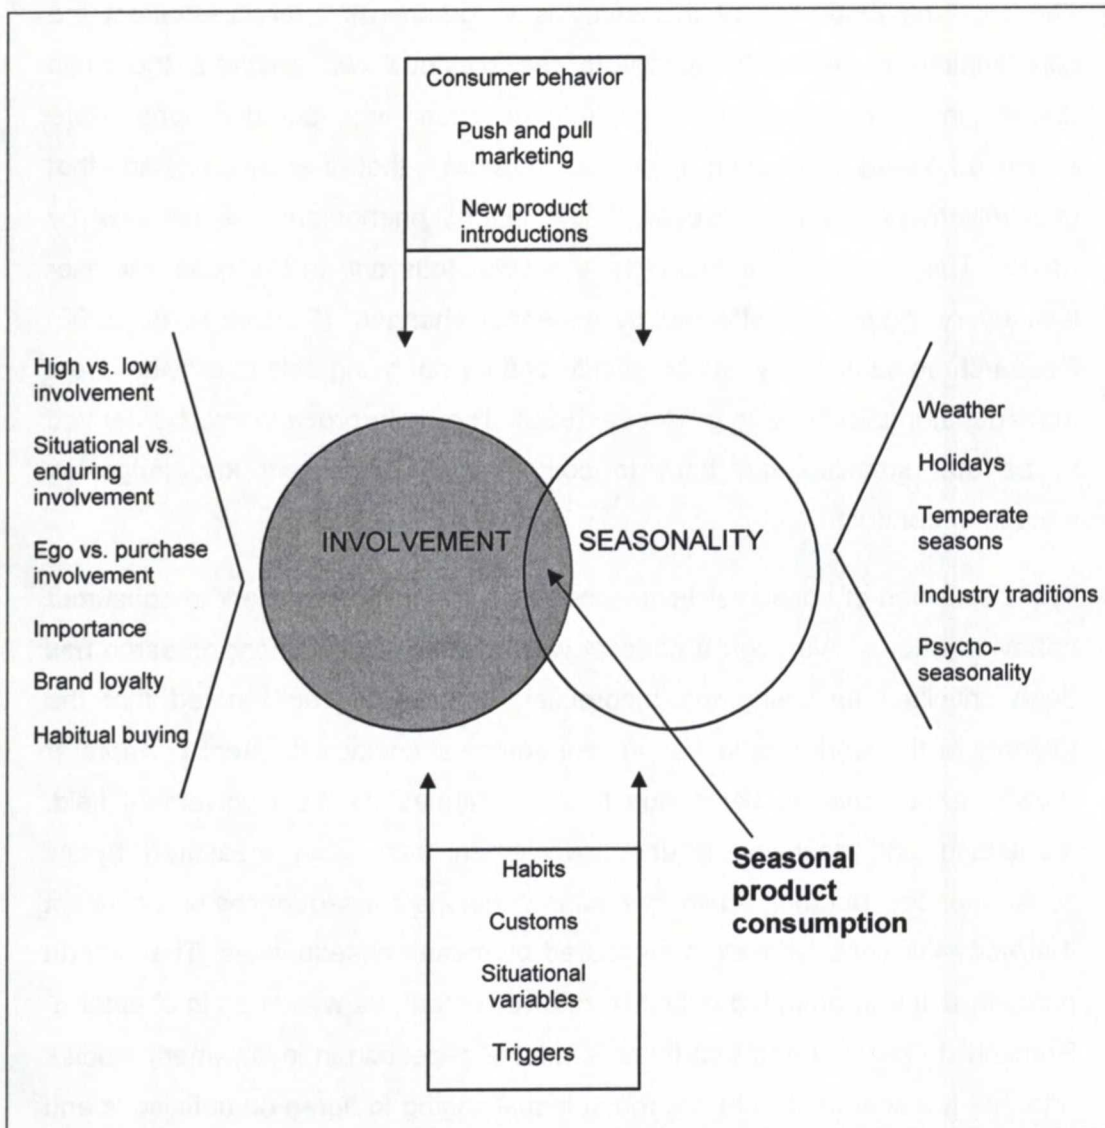 Consumer behavior
Push and pull
marketing
New product
introductions
High vs. low
involvement
Situational vs.
enduring
involvement
Ego vs. purchase
involvement
Importance
Brand loyalty
Habitual buying
INVOLVEMENT
SEASONALITY
Weather
Holidays
Temperate
seasons
Industry traditions
Psycho-
seasonality
Seasonal
product
consumption
Habits
Customs
Situational
variables
Triggers